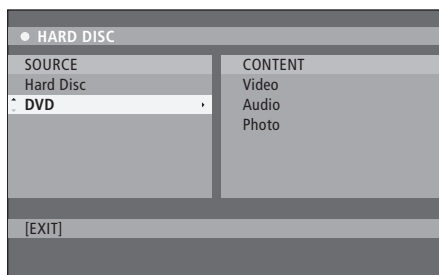 HARD DISC
SOURCE
Hard Disc
DVD
CONTENT
Video
Audio
Photo
[EXIT]